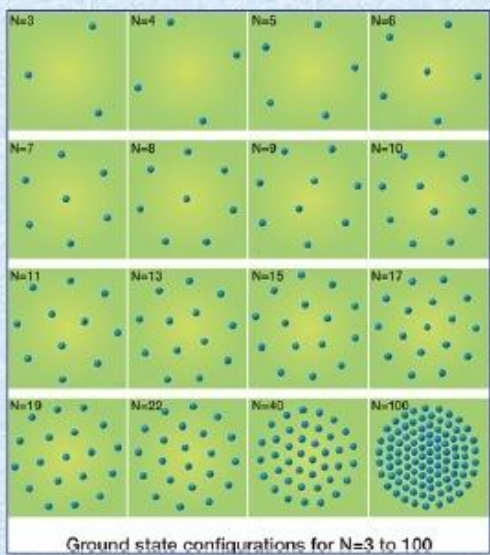 N=3 N=4 N=5 N=6
N=7 N=8 N=9 N=10
N=11 N=13 N=15 N=17
N=19 N=22 N=40 N=100
Ground state configurations for N=3 to 100